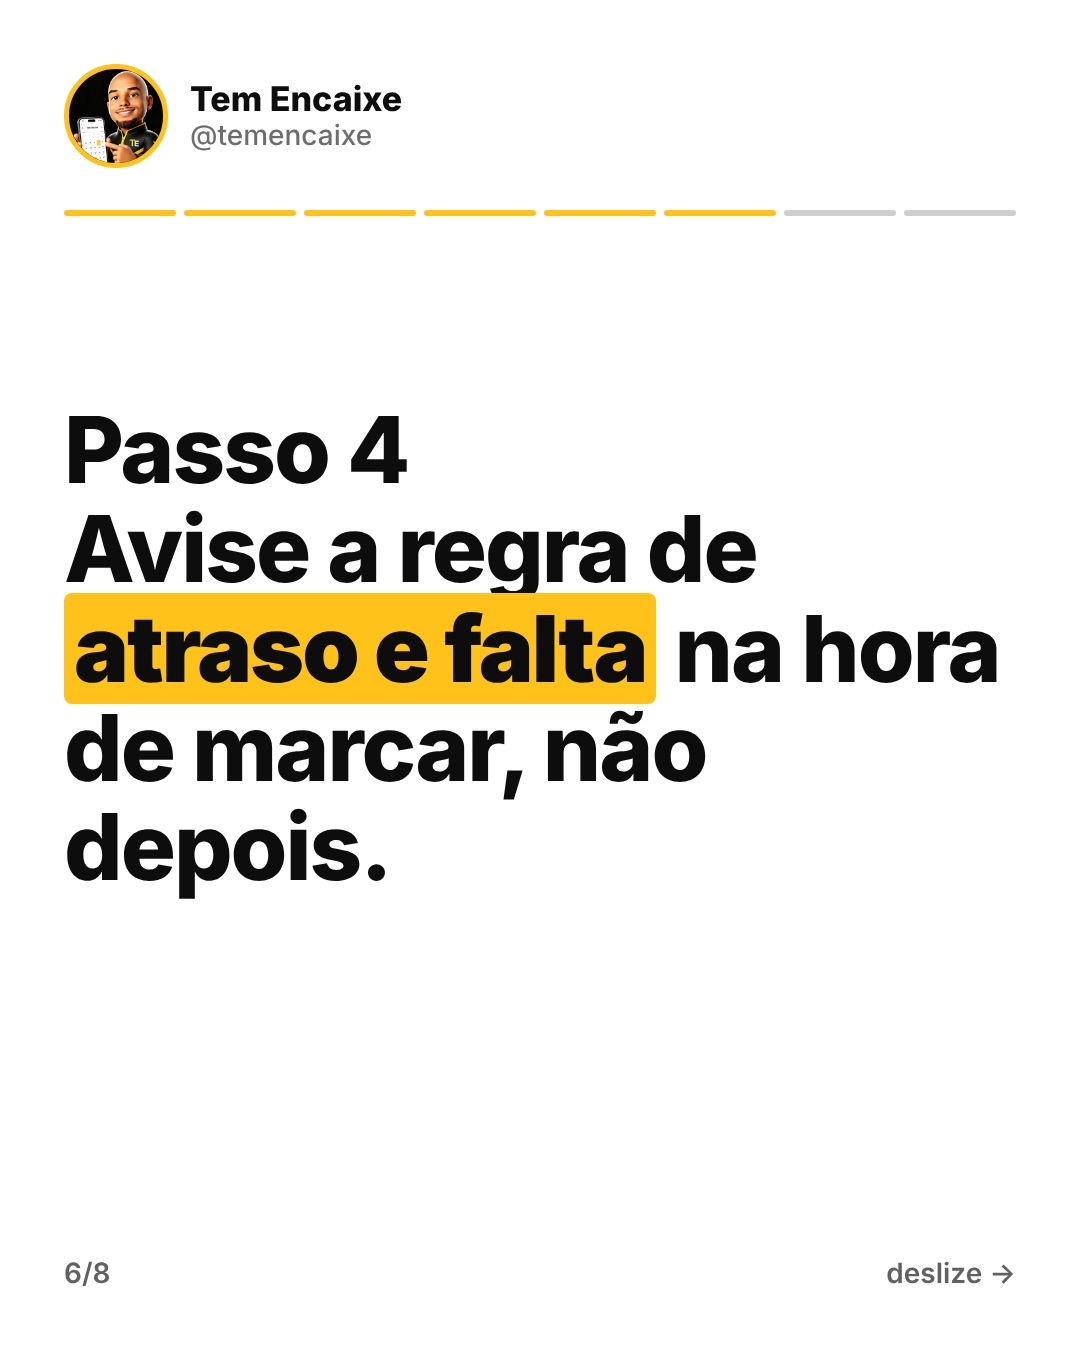 Tem Encaixe
@temencaixe
TE
Passo 4
Avise a regra de
atraso e falta na hora
de marcar, não
depois.
6/8
deslize →